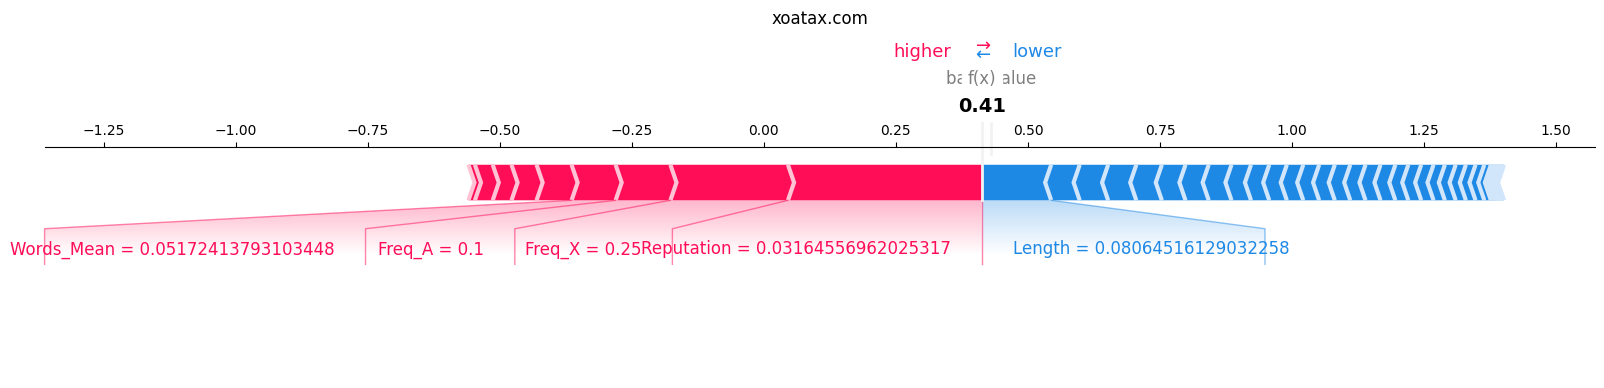 xoatax.com
higher ⇄ lower
f(x) alue
0.41
−1.25 −1.00 −0.75 −0.50 −0.25 0.00 0.25 0.50 0.75 1.00 1.25 1.50
Words_Mean = 0.05172413793103448 Freq_A = 0.1 Freq_X = 0.25 Reputation = 0.03164556962025317 Length = 0.08064516129032258